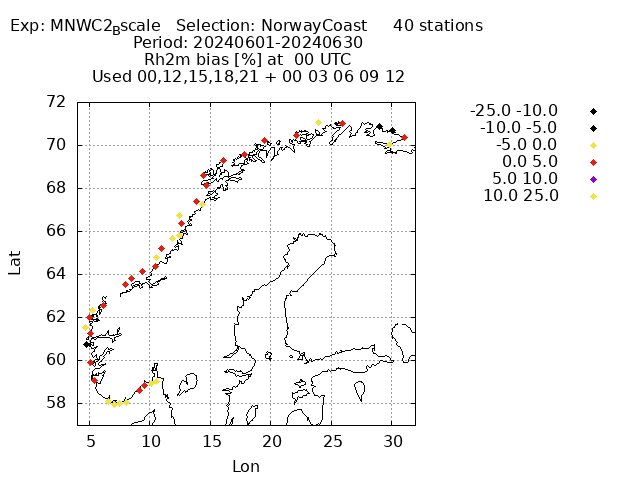 Exp: MNWC2Bscale Selection: NorwayCoast 40 stations
Period: 20240601-20240630
Rh2m bias [%] at 00 UTC
Used 00,12,15,18,21 + 00 03 06 09 12
-25.0 -10.0
-10.0 -5.0
-5.0 0.0
0.0 5.0
5.0 10.0
10.0 25.0
72
70
68
66
64
62
60
58
Lat
5 10 15 20 25 30
Lon